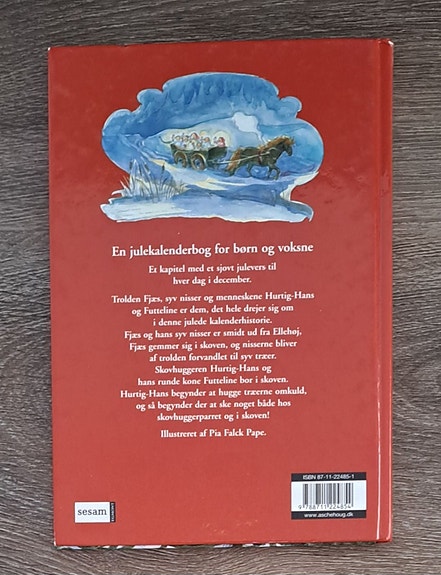 En julekalenderbog for børn og voksne
Et kapitel med et sjovt julevers til
hver dag i december.
Trolden Fjæs, syv nisser og menneskene Hurtig-Hans
og Futteline er dem, det hele drejer sig om
i denne julede kalenderhistorie.
Fjæs og hans syv nisser er smidt ud fra Ellehøj,
Fjæs gemmer sig i skoven, og nisserne bliver
af trolden forvandlet til syv træer.
Skovhuggeren Hurtig-Hans og
hans runde kone Futteline bor i skoven.
Hurtig-Hans begynder at hugge træerne omkuld,
og så begynder der at ske noget både hos
skovhuggerparret og i skoven!
Illustreret af Pia Falck Pape.
ISBN 87-11-22485-1
9 788711 224854
www.aschehoug.dk
sesam